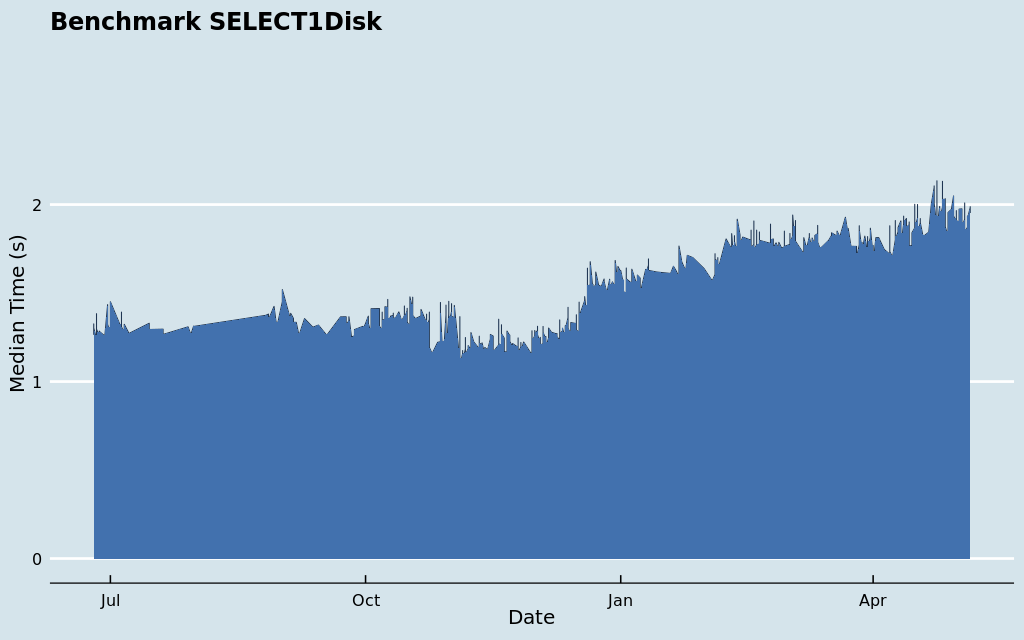 Benchmark SELECT1Disk
Median Time (s)
2
1
0
Jul
Oct
Jan
Apr
Date